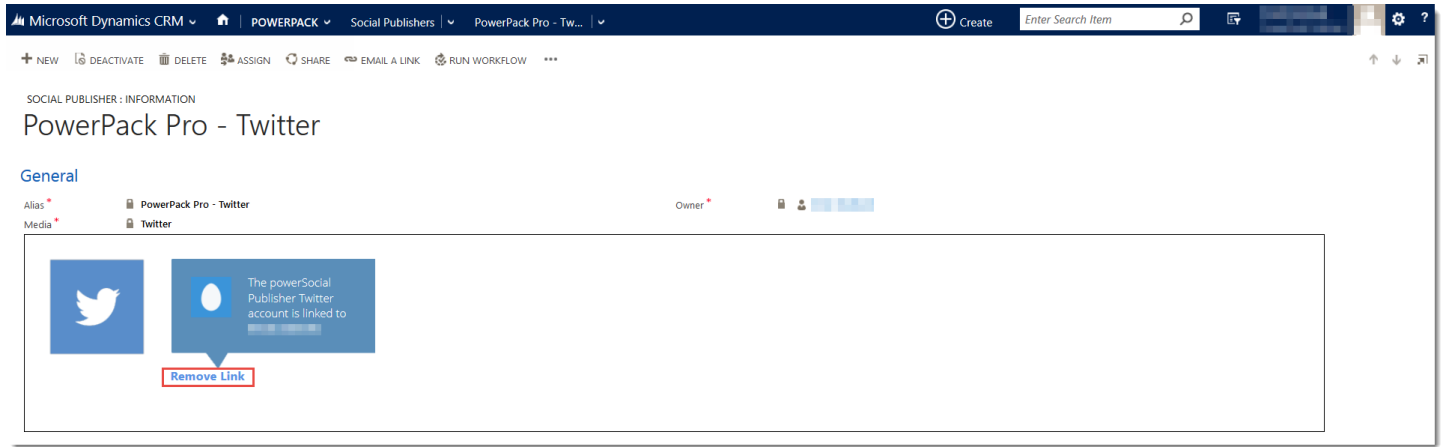 Microsoft Dynamics CRM POWERPACK Social Publishers PowerPack Pro - Tw... Create Enter Search Item ?
NEW DEACTIVATE DELETE ASSIGN SHARE EMAIL A LINK RUN WORKFLOW •••
SOCIAL PUBLISHER : INFORMATION
PowerPack Pro - Twitter
General
Alias * PowerPack Pro - Twitter Owner *
Media * Twitter
The powerSocial
Publisher Twitter
account is linked to
Remove Link